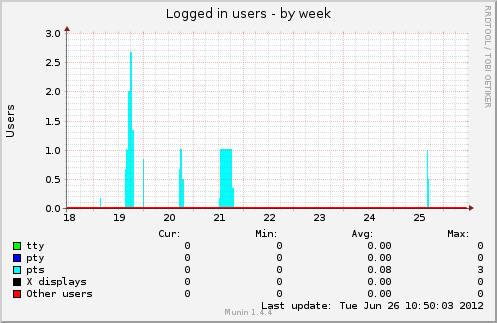 Logged in users - by week
RRDTOOL / TOBI OETIKER
Users
3.0
2.5
2.0
1.5
1.0
0.5
0.0
18 19 20 21 22 23 24 25
Cur: Min: Avg: Max:
tty 0 0 0.00 0
pty 0 0 0.00 0
pts 0 0 0.08 3
X displays 0 0 0.00 0
Other users 0 0 0.00 0
Last update: Tue Jun 26 10:50:03 2012
Munin 1.4.4